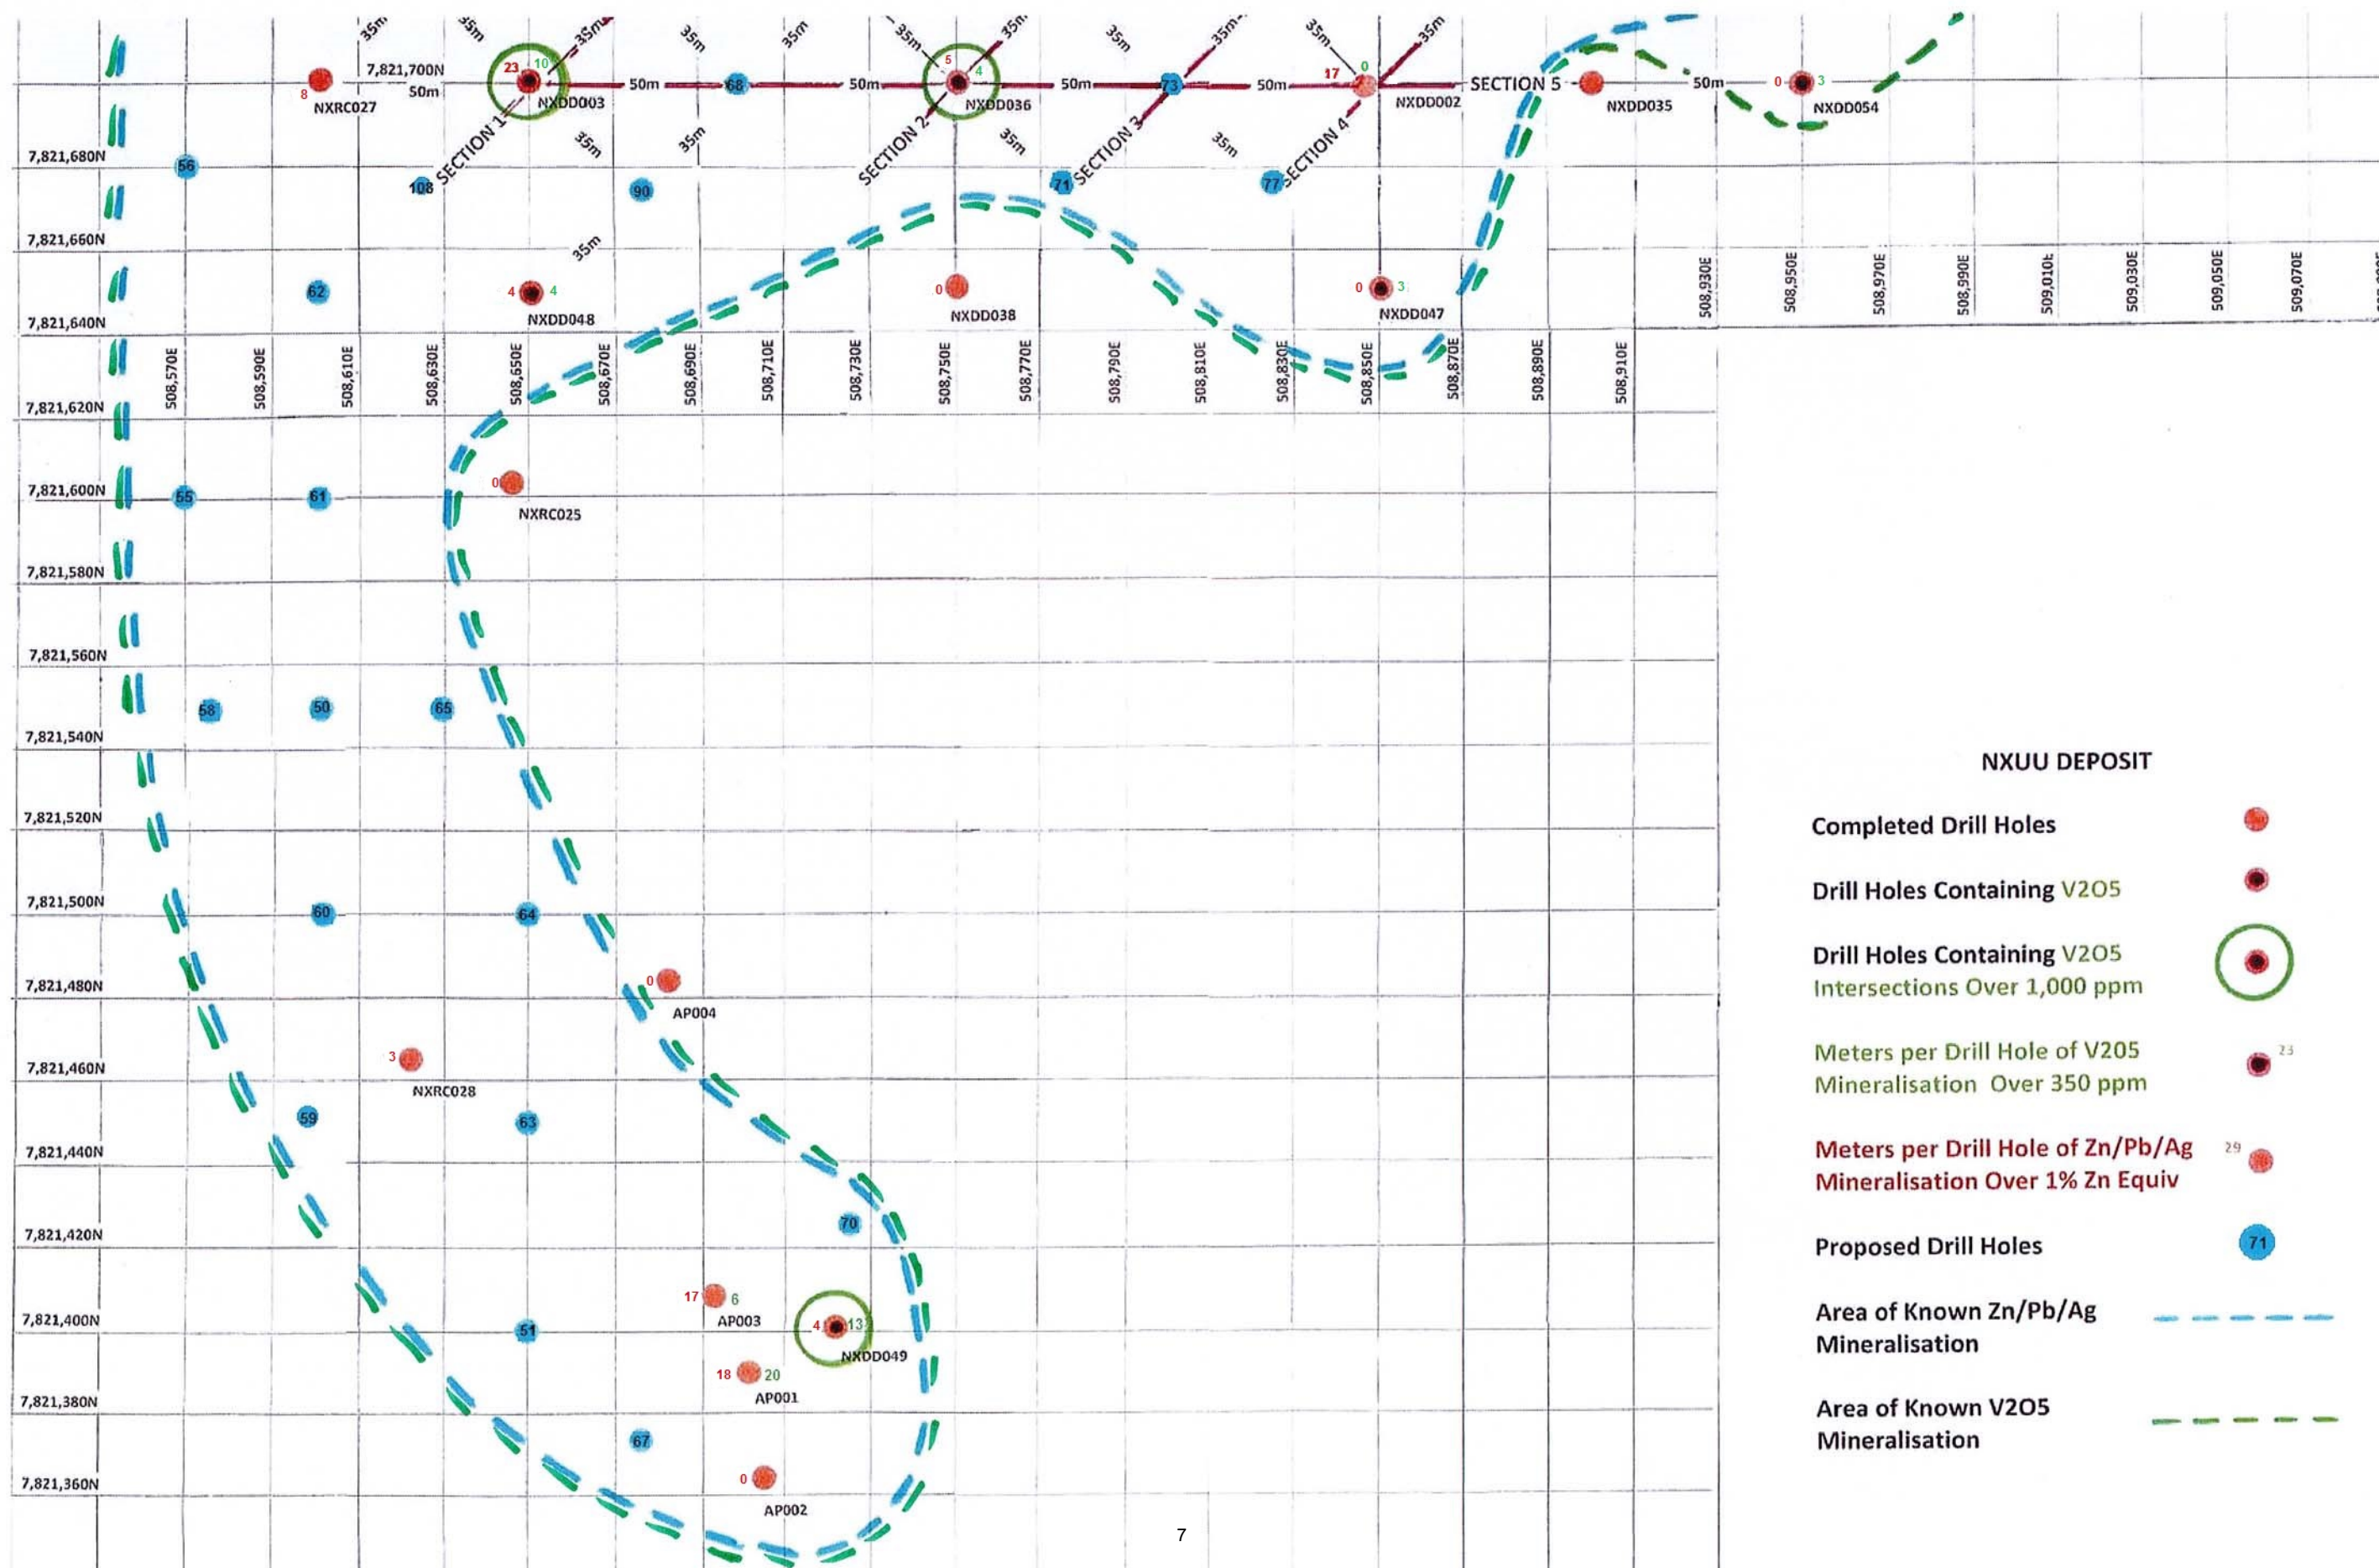 35m
35m
35m
35m
35m
35m
35m
35m
35m
35m
35m
7,821,700N
50m
8
NXRC027
23
10
NXDD003
50m
68
50m
5
4
NXDD036
50m
73
50m
17
0
NXDD002
SECTION 5
NXDD035
50m
0
3
NXDD054
SECTION 1
35m
35m
SECTION 2
35m
SECTION 3
35m
SECTION 4
7,821,680N
56
108
90
71
77
7,821,660N
35m
62
4
4
NXDD048
0
NXDD038
0
3
NXDD047
508,930E
508,950E
508,970E
508,990E
509,010E
509,030E
509,050E
509,070E
7,821,640N
508,570E
508,590E
508,610E
508,630E
508,650E
508,670E
508,690E
508,710E
508,730E
508,750E
508,770E
508,790E
508,810E
508,830E
508,850E
508,870E
508,890E
508,910E
7,821,620N
0
NXRC025
7,821,600N
55
61
7,821,580N
7,821,560N
58
50
65
7,821,540N
7,821,520N
7,821,500N
60
64
7,821,480N
0
AP004
3
NXRC028
7,821,460N
59
63
7,821,440N
70
7,821,420N
17
6
AP003
4
13
NXDD049
7,821,400N
51
18
20
AP001
7,821,380N
67
0
AP002
7,821,360N
7
NXUU DEPOSIT
Completed Drill Holes
Drill Holes Containing V2O5
Drill Holes Containing V2O5
Intersections Over 1,000 ppm
Meters per Drill Hole of V205
Mineralisation Over 350 ppm
23
Meters per Drill Hole of Zn/Pb/Ag
Mineralisation Over 1% Zn Equiv
29
Proposed Drill Holes
71
Area of Known Zn/Pb/Ag
Mineralisation
Area of Known V2O5
Mineralisation